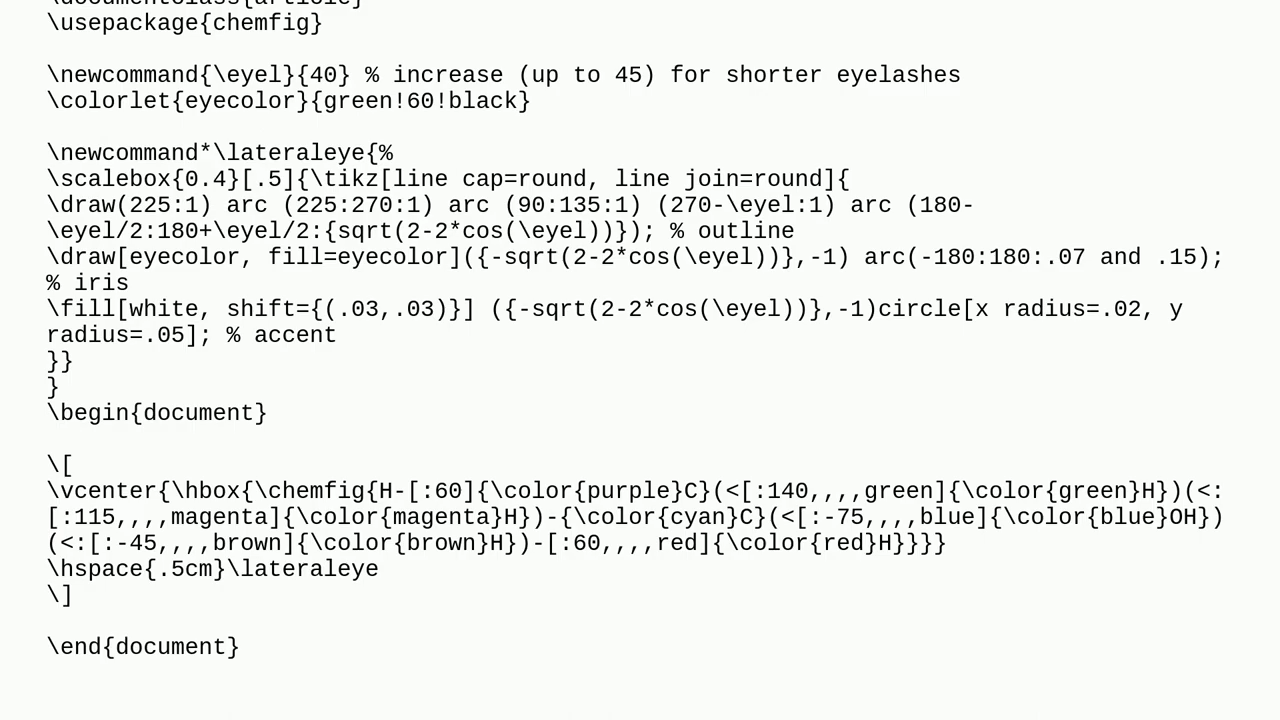 \documentclass{article}
\usepackage{chemfig}
\newcommand{\eyel}{40} % increase (up to 45) for shorter eyelashes
\colorlet{eyecolor}{green!60!black}
\newcommand*\lateraleye{%
\scalebox{0.4}[.5]{\tikz[line cap=round, line join=round]{
\draw(225:1) arc (225:270:1) arc (90:135:1) (270-\eyel:1) arc (180-
\eyel/2:180+\eyel/2:{sqrt(2-2*cos(\eyel))}); % outline
\draw[eyecolor, fill=eyecolor]({-sqrt(2-2*cos(\eyel))},-1) arc(-180:180:.07 and .15);
% iris
\fill[white, shift={(.03,.03)}] ({-sqrt(2-2*cos(\eyel))},-1)circle[x radius=.02, y
radius=.05]; % accent
}}
}
\begin{document}
\[
\vcenter{\hbox{\chemfig{H-[:60]{\color{purple}C}(<[:140,,,,green]{\color{green}H})(<:
[:115,,,,magenta]{\color{magenta}H})-{\color{cyan}C}(<[:-75,,,,blue]{\color{blue}OH})
(<:[:-45,,,,brown]{\color{brown}H})-[:60,,,,red]{\color{red}H}}}}
\hspace{.5cm}\lateraleye
\]
\end{document}